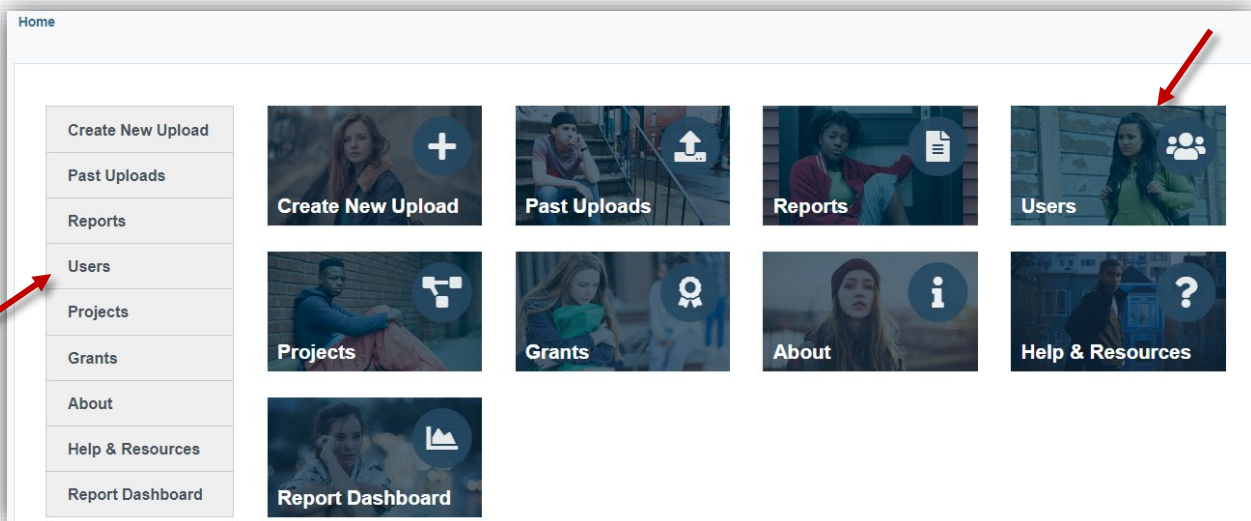 Home
Create New Upload
Past Uploads
Reports
Users
Projects
Grants
About
Help & Resources
Report Dashboard
Create New Upload
Past Uploads
Reports
Users
Projects
Grants
About
Help & Resources
Report Dashboard